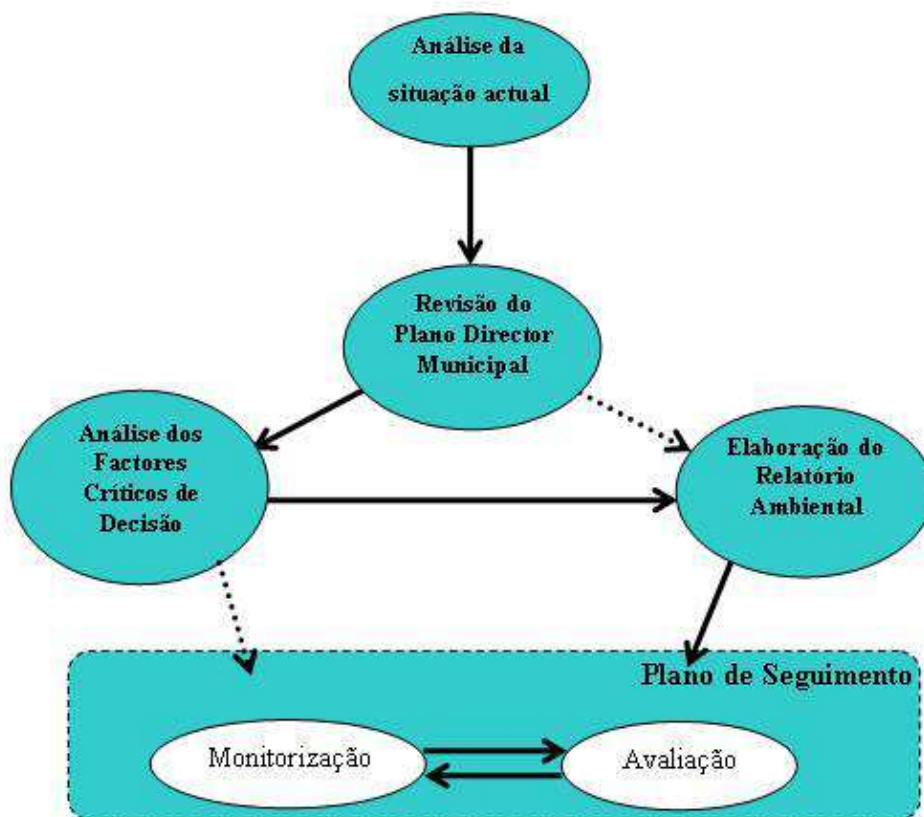 Análise da
situação actual
Revisão do
Plano Director
Municipal
Análise dos
Factores
Críticos de
Decisão
Elaboração do
Relatório
Ambiental
Plano de Seguimento
Monitorização
Avaliação